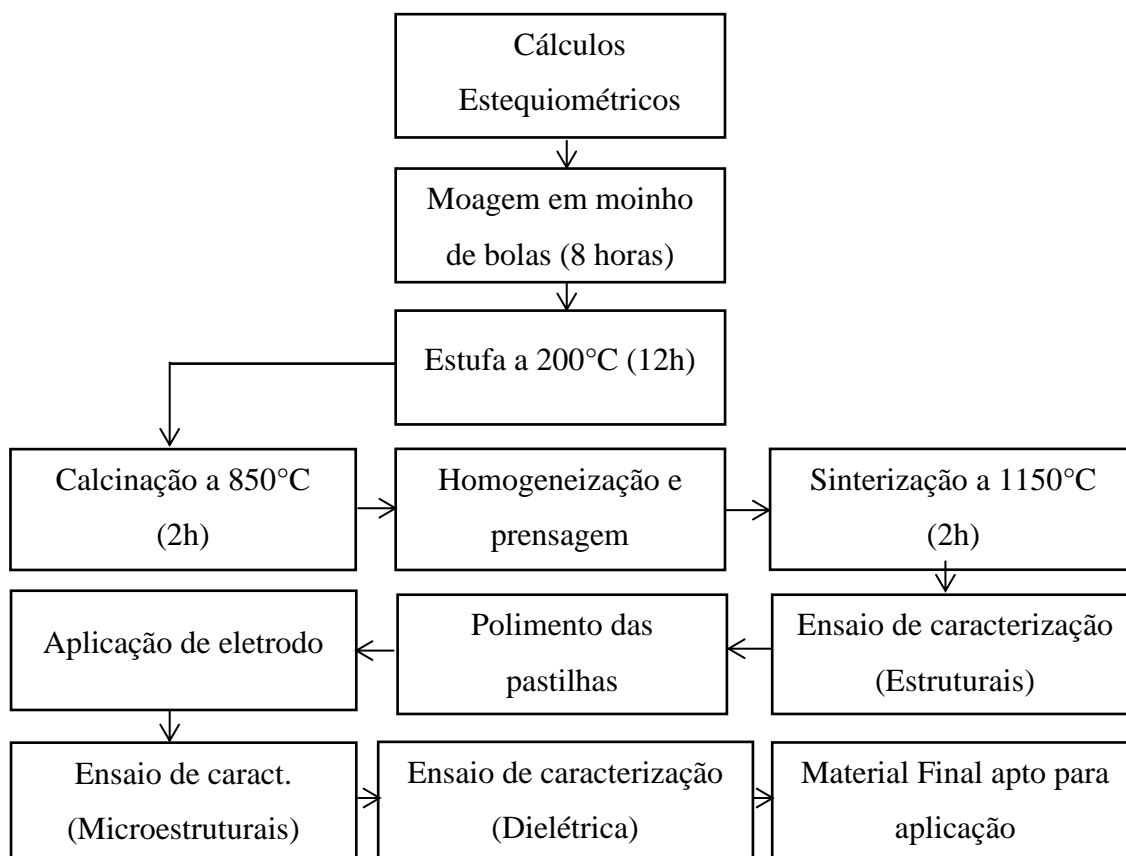 Cálculos
Estequiométricos
Moagem em moinho
de bolas (8 horas)
Estufa a 200°C (12h)
Calcinação a 850°C
(2h)
Homogeneização e
prensagem
Sinterização a 1150°C
(2h)
Ensaio de caracterização
(Estruturais)
Polimento das
pastilhas
Aplicação de eletrodo
Ensaio de caract.
(Microestruturais)
Ensaio de caracterização
(Dielétrica)
Material Final apto para
aplicação